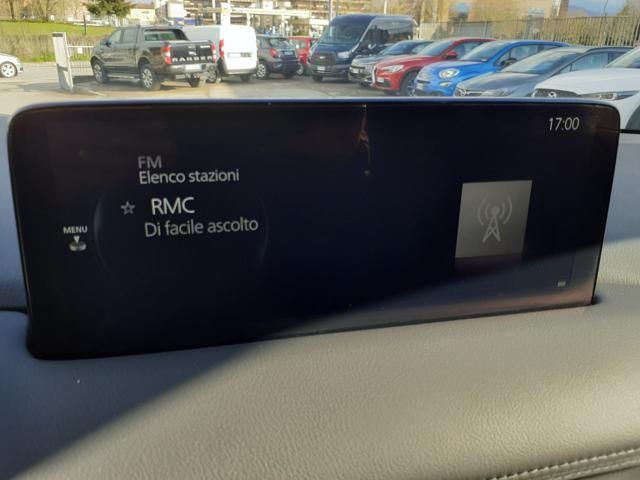 17:00
FM
Elenco stazioni
RMC
Di facile ascolto
MENU